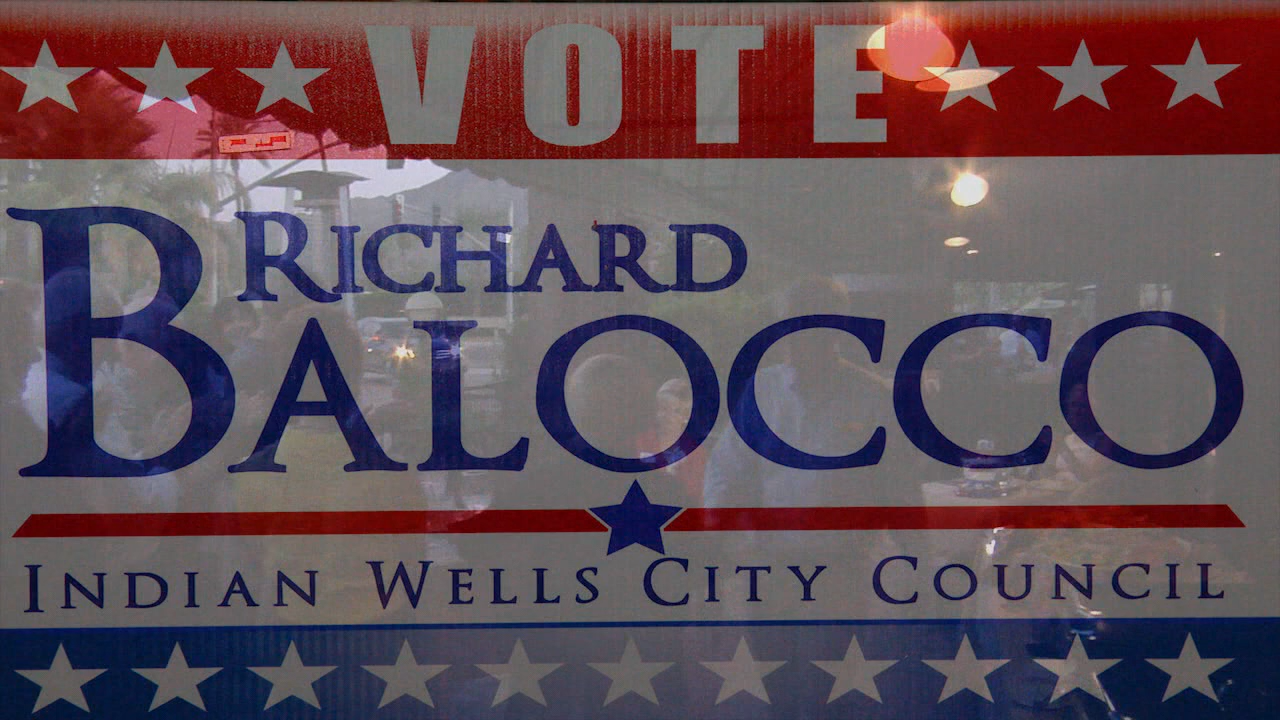 VOTE
RICHARD
BALOCCO
INDIAN WELLS CITY COUNCIL